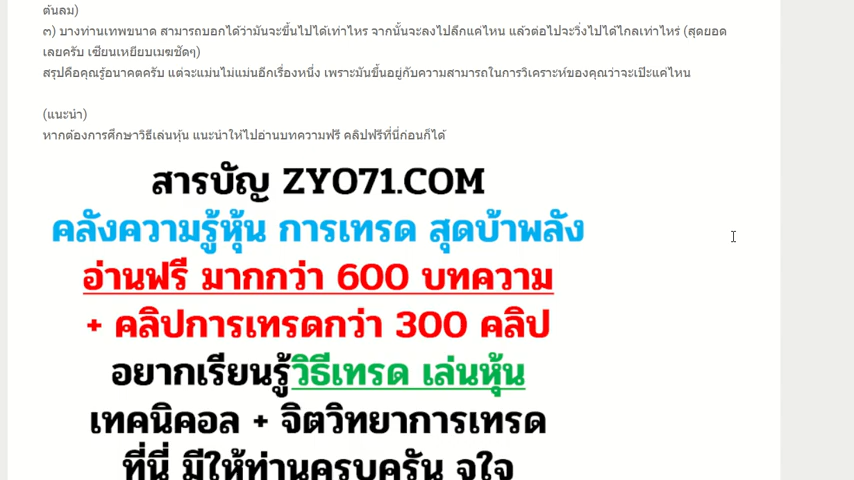 ต้นลม)
๓) บางท่านเทพขนาด สามารถบอกได้ว่ามันจะขึ้นไปได้เท่าไหร จากนั้นจะลงไปลึกแค่ไหน แล้วต่อไปจะวิ่งไปได้ไกลเท่าไหร่ (สุดยอด
เลยครับ เซียนเหยียบเมฆชัดๆ)
สรุปคือคุณรู้อนาคตครับ แต่จะแม่นไม่แม่นอีกเรื่องหนึ่ง เพราะมันขึ้นอยู่กับความสามารถในการวิเคราะห์ของคุณว่าจะเป๊ะแค่ไหน
(แนะนำ)
หากต้องการศึกษาวิธีเล่นหุ้น แนะนำให้ไปอ่านบทความฟรี คลิปฟรีที่นี่ก่อนก็ได้
สารบัญ ZYO71.COM
คลังความรู้หุ้น การเทรด สุดบ้าพลัง
อ่านฟรี มากกว่า 600 บทความ
+ คลิปการเทรดกว่า 300 คลิป
อยากเรียนรู้วิธีเทรด เล่นหุ้น
เทคนิคอล + จิตวิทยาการเทรด
ที่นี่ มีให้ท่านครบครัน จุใจ